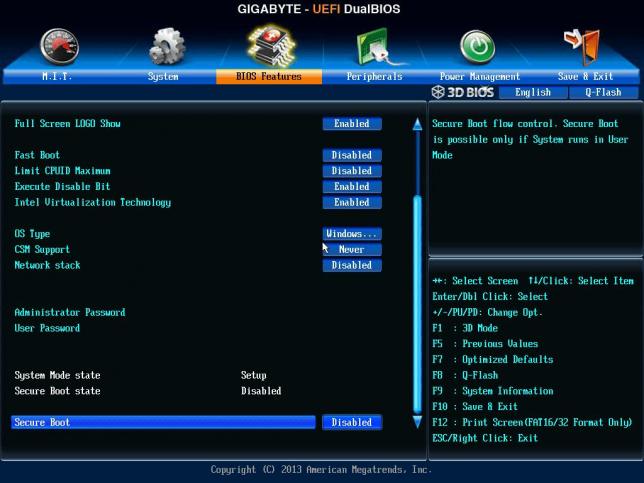 GIGABYTE - UEFI DualBIOS
M.I.T. System BIOS Features Peripherals Power Management Save & Exit
3D BIOS English Q-Flash
Full Screen LOGO Show Enabled
Fast Boot Disabled
Limit CPUID Maximum Disabled
Execute Disable Bit Enabled
Intel Virtualization Technology Enabled
OS Type Windows...
CSM Support Never
Network stack Disabled
Administrator Password
User Password
System Mode state Setup
Secure Boot state Disabled
Secure Boot Disabled
Secure Boot flow control. Secure Boot
is possible only if System runs in User
Mode
→←: Select Screen ↑↓/Click: Select Item
Enter/Dbl Click: Select
+/-/PU/PD: Change Opt.
F1 : 3D Mode
F5 : Previous Values
F7 : Optimized Defaults
F8 : Q-Flash
F9 : System Information
F10 : Save & Exit
F12 : Print Screen(FAT16/32 Format Only)
ESC/Right Click: Exit
Copyright (C) 2013 American Megatrends, Inc.